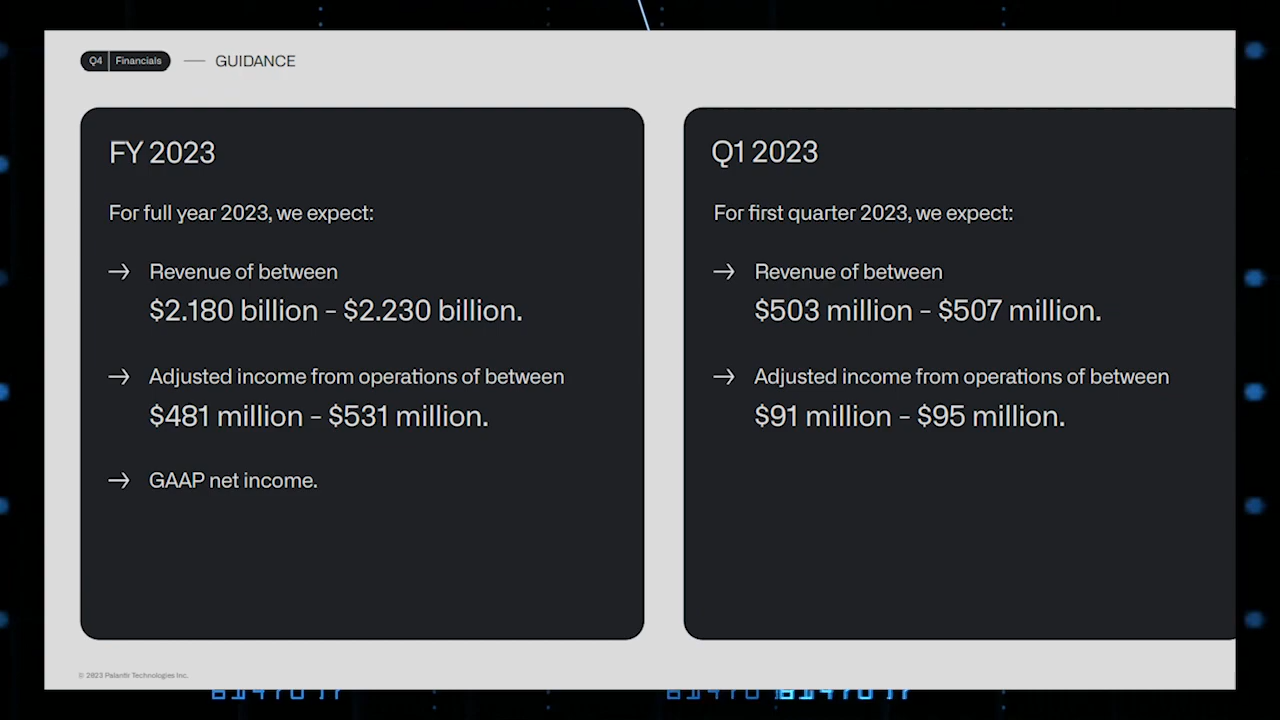 Q4 Financials — GUIDANCE
FY 2023
For full year 2023, we expect:
→ Revenue of between
$2.180 billion - $2.230 billion.
→ Adjusted income from operations of between
$481 million - $531 million.
→ GAAP net income.
Q1 2023
For first quarter 2023, we expect:
→ Revenue of between
$503 million - $507 million.
→ Adjusted income from operations of between
$91 million - $95 million.
© 2023 Palantir Technologies Inc.